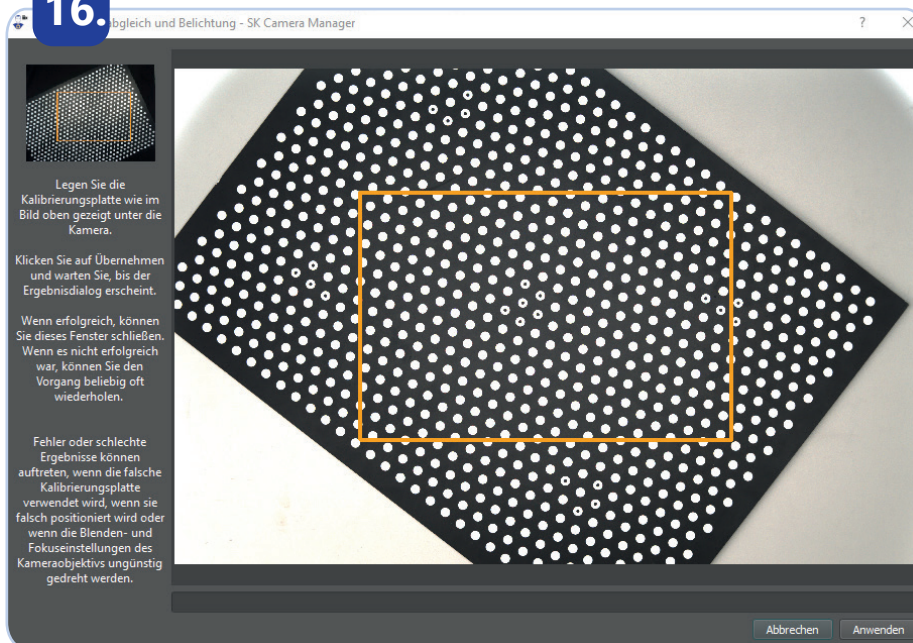 16.
bgleich und Belichtung - SK Camera Manager
?
Legen Sie die
Kalibrierungsplatte wie im
Bild oben gezeigt unter die
Kamera.
Klicken Sie auf Übernehmen
und warten Sie, bis der
Ergebnisdialog erscheint.
Wenn erfolgreich, können
Sie dieses Fenster schließen.
Wenn es nicht erfolgreich
war, können Sie den
Vorgang beliebig oft
wiederholen.
Fehler oder schlechte
Ergebnisse können
auftreten, wenn die falsche
Kalibrierungsplatte
verwendet wird, wenn sie
falsch positioniert wird oder
wenn die Blenden- und
Fokuseinstellungen des
Kameraobjektivs ungünstig
gedreht werden.
Abbrechen
Anwenden